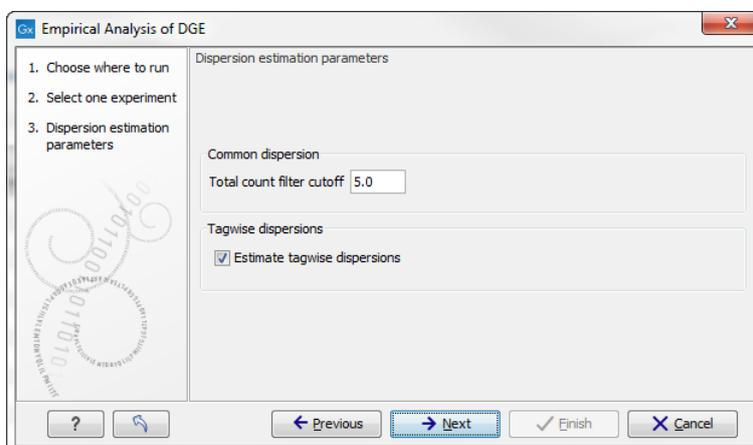 Gx Empirical Analysis of DGE
1. Choose where to run
2. Select one experiment
3. Dispersion estimation
parameters
Dispersion estimation parameters
Common dispersion
Total count filter cutoff 5.0
Tagwise dispersions
Estimate tagwise dispersions
? Previous Next Finish Cancel